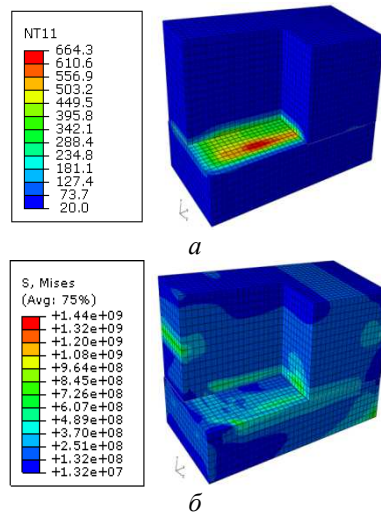 NT11
664.3
610.6
556.9
503.2
449.5
395.8
342.1
288.4
234.8
181.1
127.4
73.7
20.0
а
S, Mises
(Avg: 75%)
+1.44e+09
+1.32e+09
+1.20e+09
+1.08e+09
+9.64e+08
+8.45e+08
+7.26e+08
+6.07e+08
+4.89e+08
+3.70e+08
+2.51e+08
+1.32e+08
+1.32e+07
б